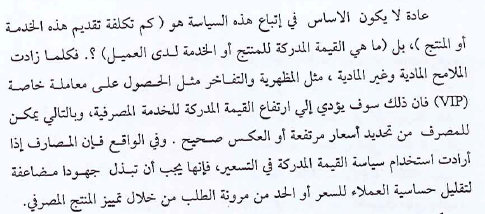 عادة لا يكون الاساس في إتباع هذه السياسة هو ( كم تكلفة تقديم هذه الخدمة
أو المنتج )، بل (ما هي القيمة المدركة للمنتج أو الخدمة لدى العميل) ؟. فكلما زادت
الملامح المادية وغير المادية ، مثل المظهرية والتفاخر مثل الحصول على معاملة خاصة
(VIP) فان ذلك سوف يؤدي إلي ارتفاع القيمة المدركة للخدمة المصرفية، وبالتالي يمكن
للمصرف من تحديد أسعار مرتفعة أو العكس صحيح . وفي الواقع فإن المصارف إذا
أرادت استخدام سياسة القيمة المدركة في التسعير، فإنها يجب أن تبذل جهودا مضاعفة
لتقليل حساسية العملاء للسعر أو الحد من مرونة الطلب من خلال تمييز المنتج المصرفي.